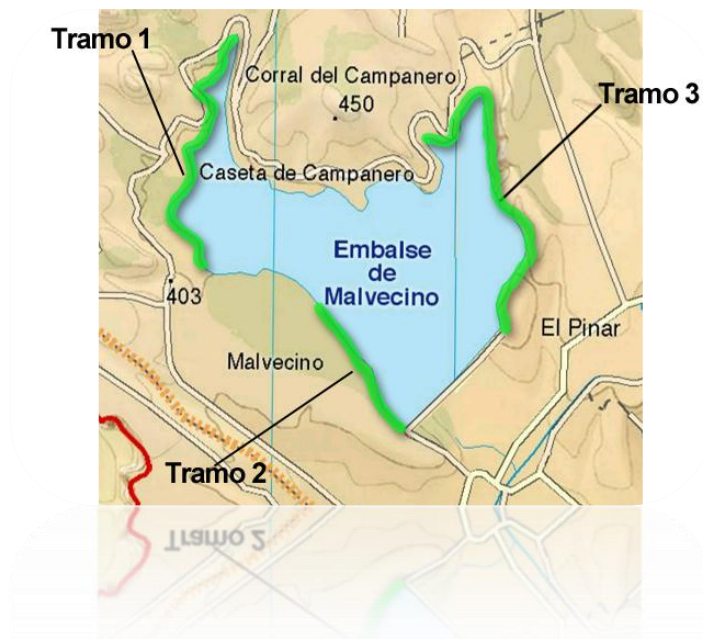 Tramo 1
Corral del Campanero
450
Tramo 3
Caseta de Campanero
Embalse
de
Malvecino
403
El Pinar
Malvecino
Tramo 2
Tramo 2